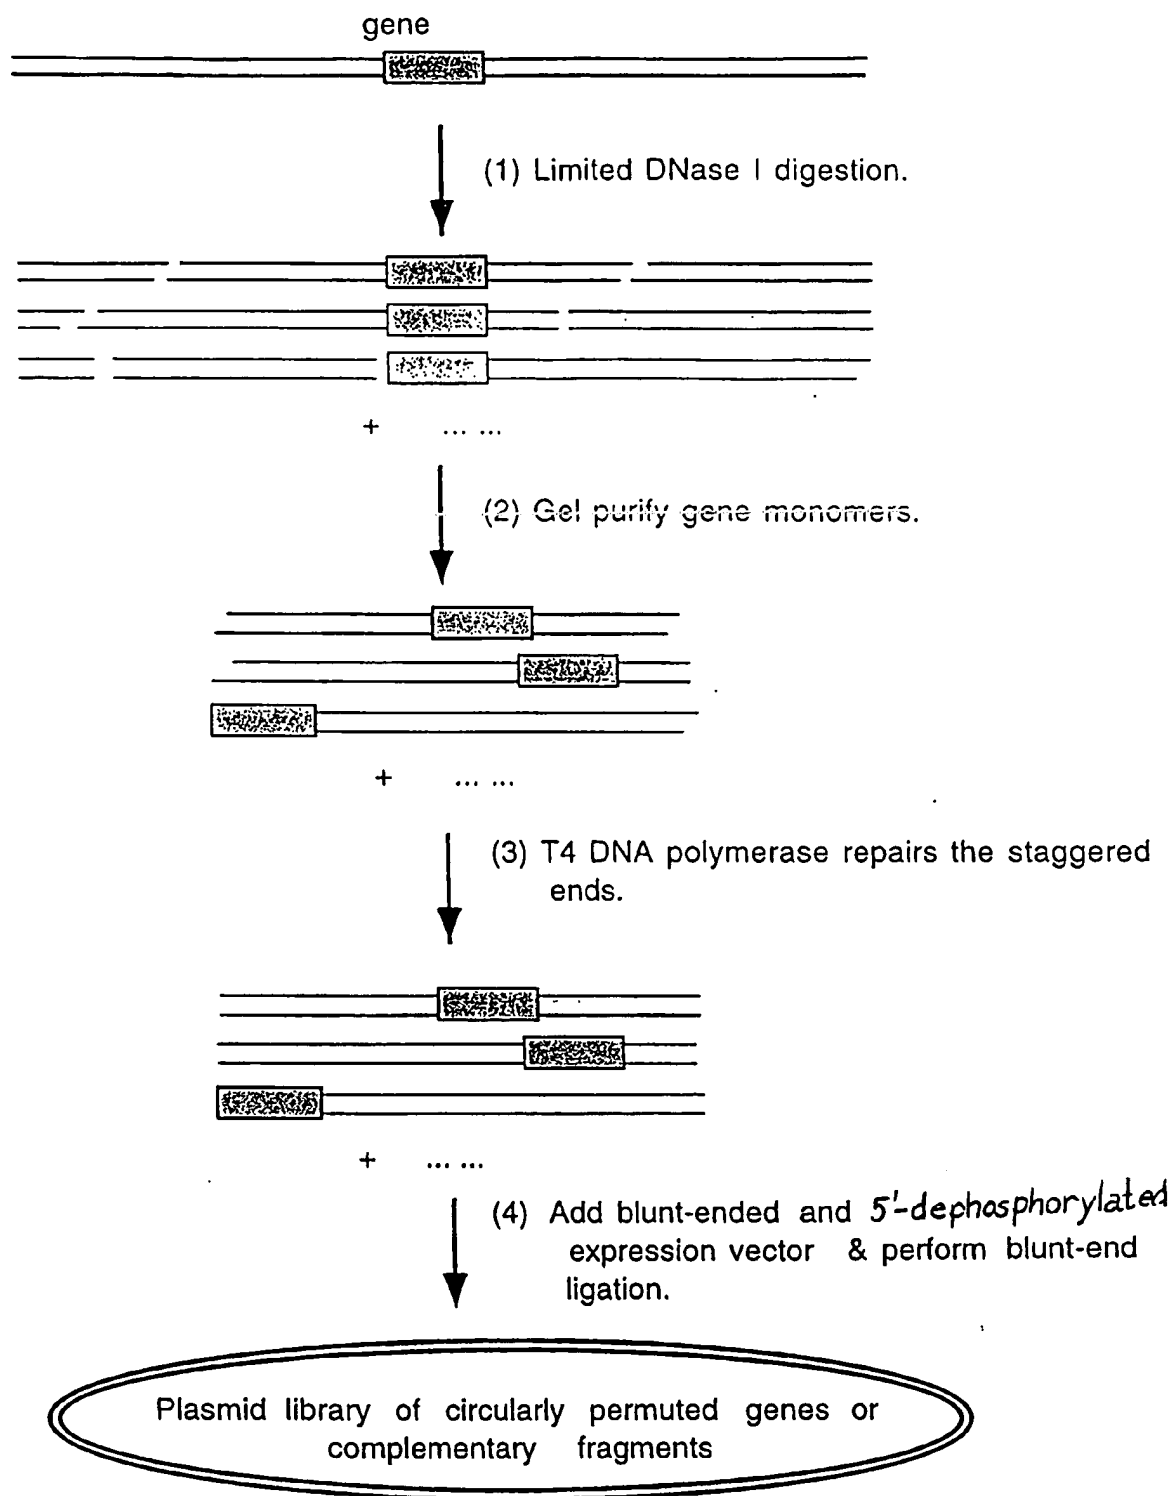 gene
(1) Limited DNase I digestion.
+ ... ...
(2) Gel purify gene monomers.
+ ... ...
(3) T4 DNA polymerase repairs the staggered
ends.
+ ... ...
(4) Add blunt-ended and 5'-dephosphorylated
expression vector & perform blunt-end
ligation.
Plasmid library of circularly permuted genes or
complementary fragments